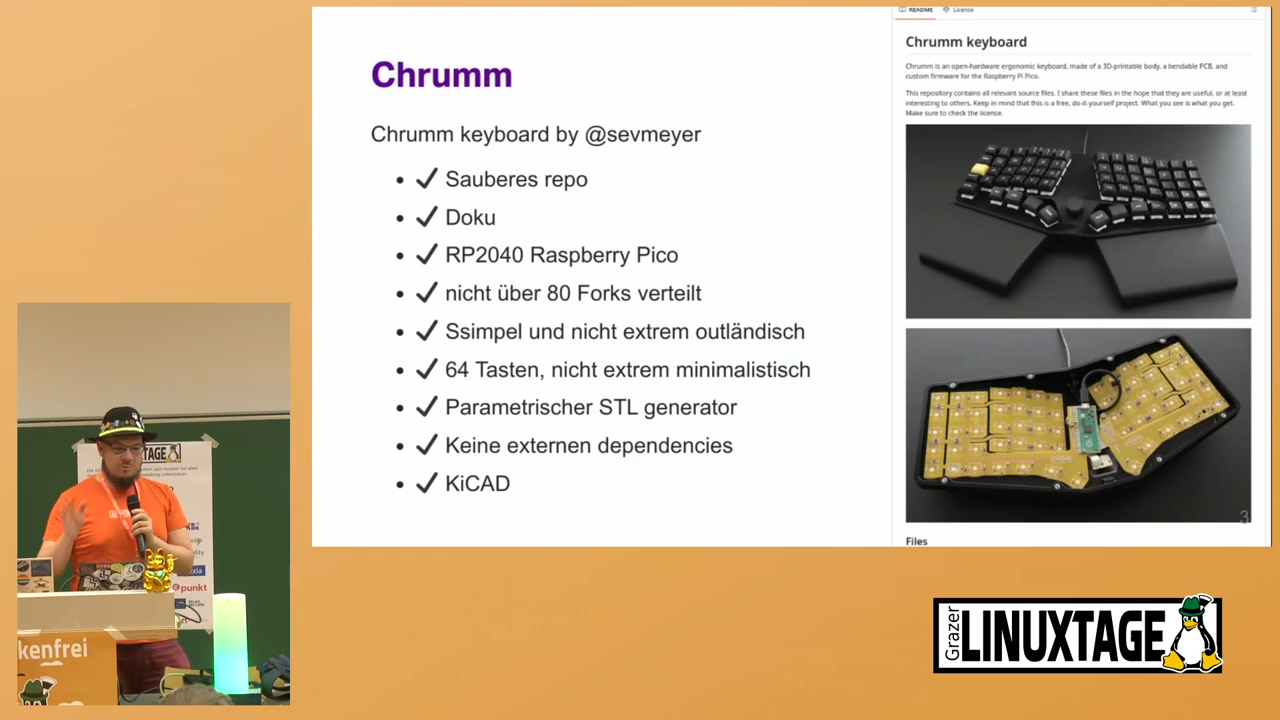 Chrumm
Chrumm keyboard by @sevmeyer
✓ Sauberes repo
✓ Doku
✓ RP2040 Raspberry Pico
✓ nicht über 80 Forks verteilt
✓ Ssimpel und nicht extrem outländisch
✓ 64 Tasten, nicht extrem minimalistisch
✓ Parametrischer STL generator
✓ Keine externen dependencies
✓ KiCAD
README License
Chrumm keyboard
Chrumm is an open-hardware ergonomic keyboard, made of a 3D-printable body, a bendable PCB, and
custom firmware for the Raspberry Pi Pico.
This repository contains all relevant source files. I share these files in the hope that they are useful, or at least
interesting to others. Keep in mind that this is a free, do-it-yourself project. What you see is what you get.
Make sure to check the license.
3
Files
TAGE
punkt
kenfrei
Grazer
LINUXTAGE